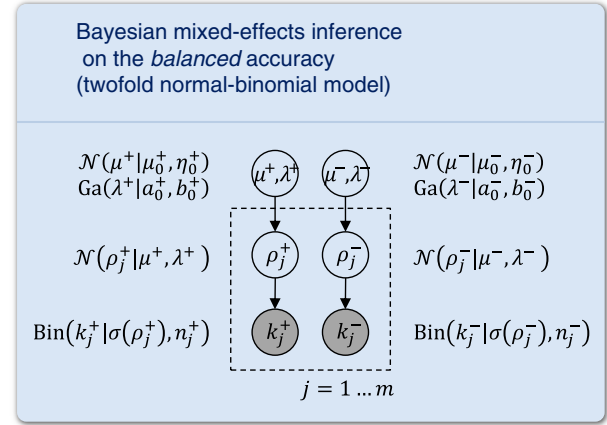 Bayesian mixed-effects inference
on the balanced accuracy
(twofold normal-binomial model)
𝒩(μ⁺|μ₀⁺, η₀⁺) μ⁺,λ⁺ μ⁻,λ⁻ 𝒩(μ⁻|μ₀⁻, η₀⁻)
Ga(λ⁺|a₀⁺, b₀⁺) Ga(λ⁻|a₀⁻, b₀⁻)
𝒩(ρⱼ⁺|μ⁺, λ⁺ ) ρⱼ⁺ ρⱼ⁻ 𝒩(ρⱼ⁻|μ⁻, λ⁻ )
Bin(kⱼ⁺|σ(ρⱼ⁺), nⱼ⁺) kⱼ⁺ kⱼ⁻ Bin(kⱼ⁻|σ(ρⱼ⁻), nⱼ⁻)
j = 1 … m